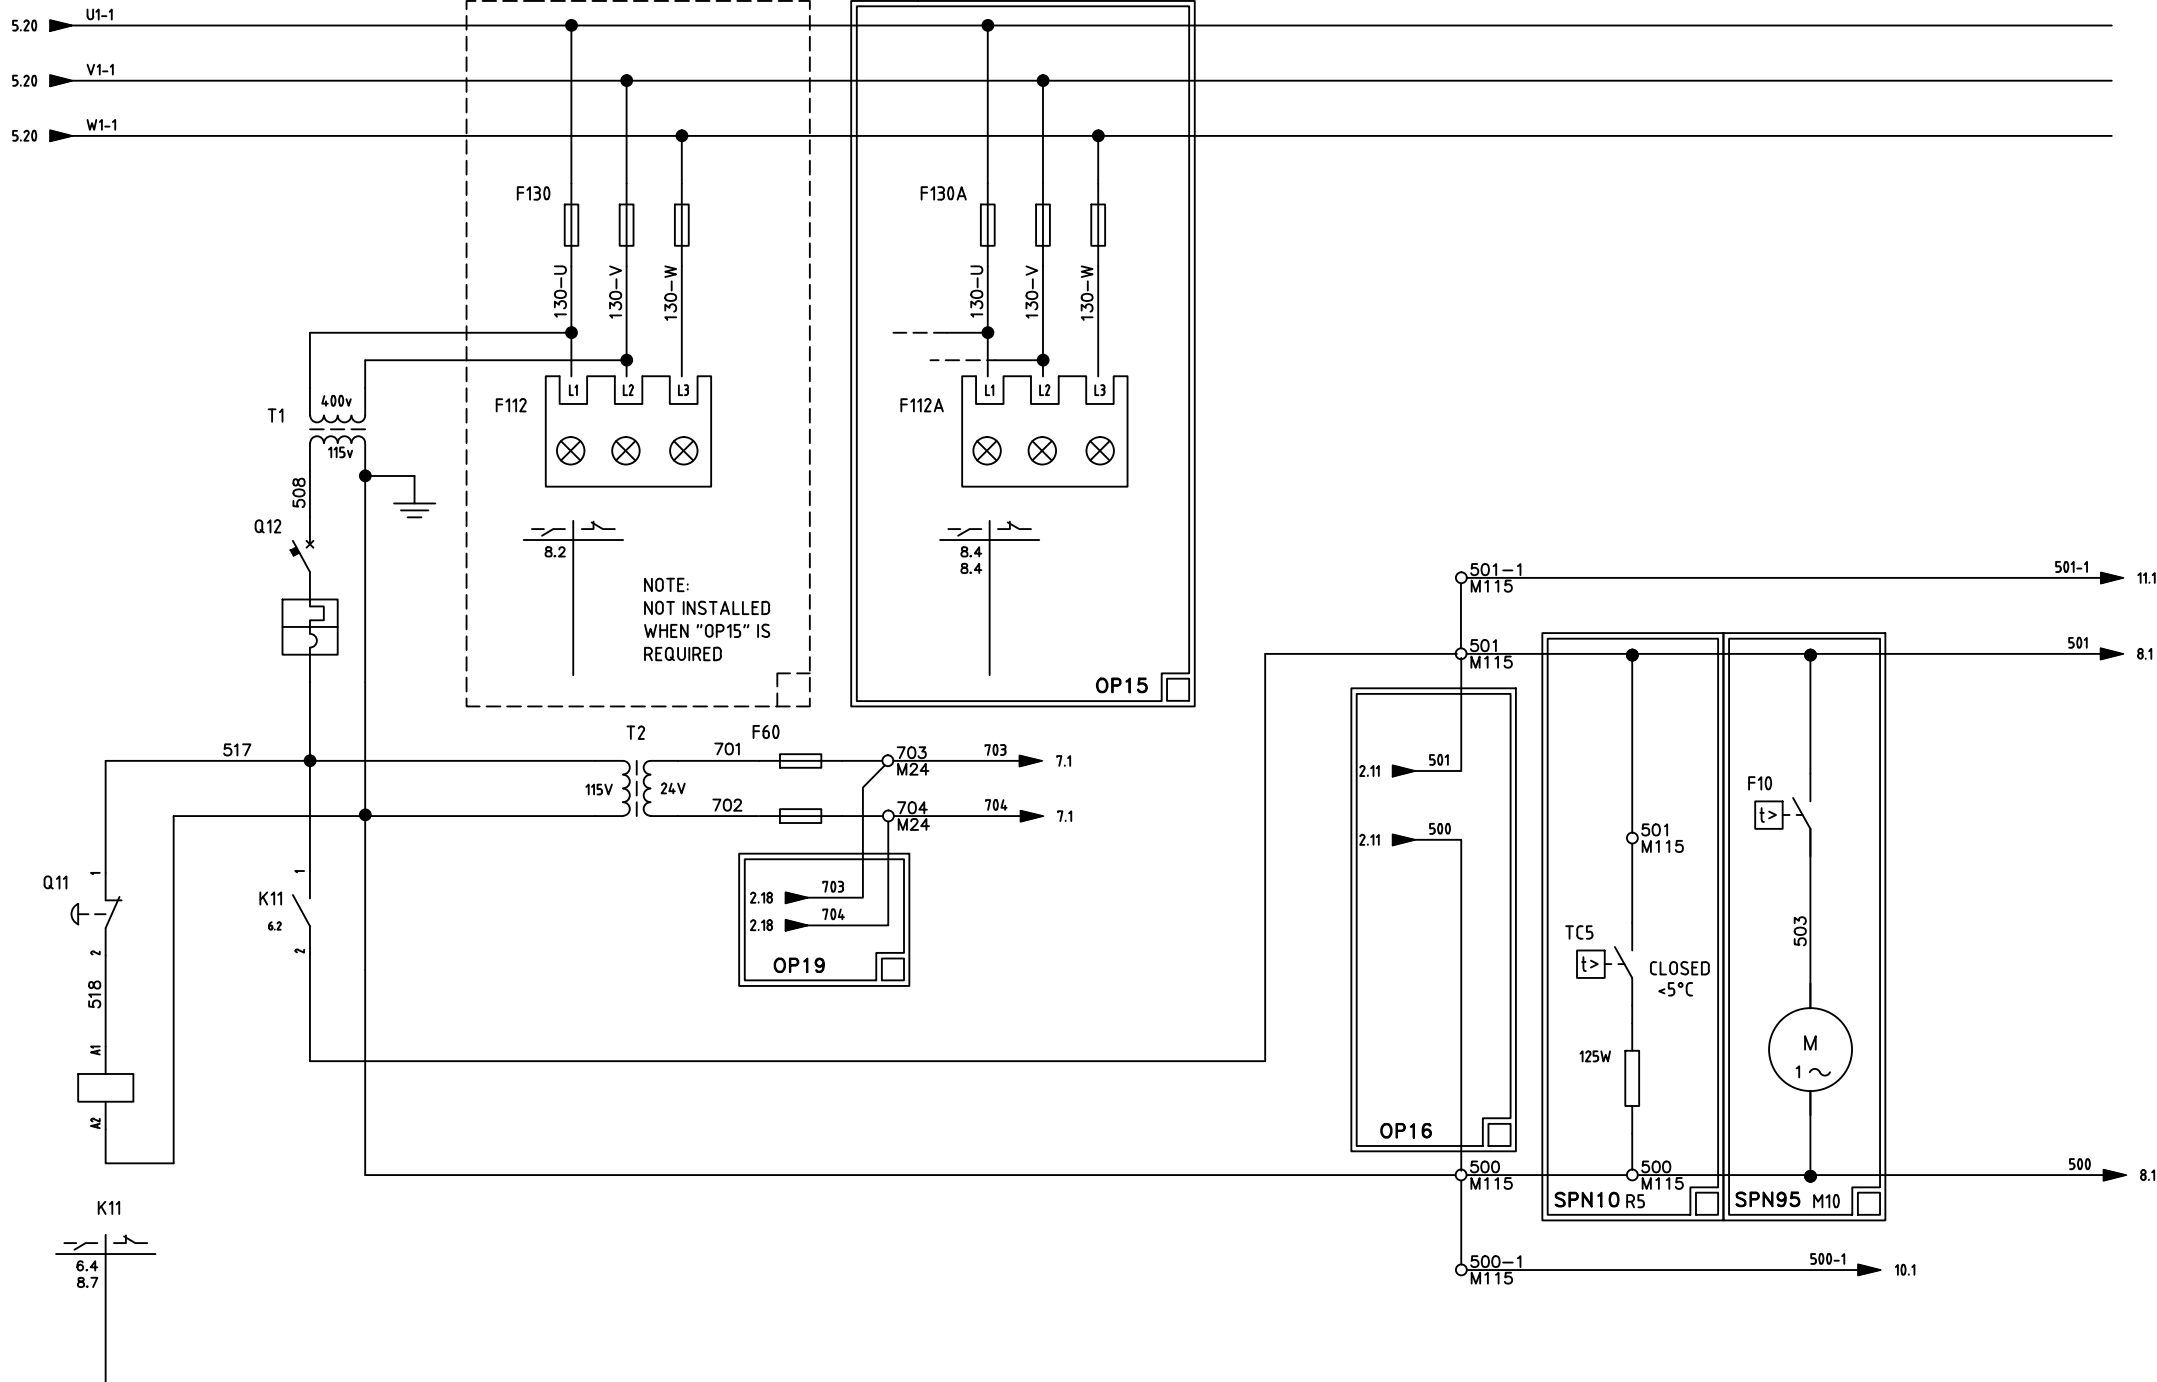 5.20 U1-1
5.20 V1-1
5.20 W1-1
F130
F130A
130-U 130-V 130-W
130-U 130-V 130-W
L1 L2 L3
L1 L2 L3
F112
F112A
T1
400v
115v
508
Q12
8.2
8.4
8.4
NOTE:
NOT INSTALLED
WHEN "OP15" IS
REQUIRED
OP15
501-1
M115
501-1 11.1
501
M115
501 8.1
517
T2
115V 24V
701
702
F60
703
M24
703 7.1
704
M24
704 7.1
2.18 703
2.18 704
OP19
2.11 501
2.11 500
OP16
F10
t>
503
M
1~
SPN95 M10
501
M115
TC5
t>
CLOSED
<5°C
125W
500
M115
SPN10 R5
500
M115
500 8.1
500-1
M115
500-1 10.1
Q11
1
2
518
A1
A2
K11
6.2
1
2
K11
6.4
8.7